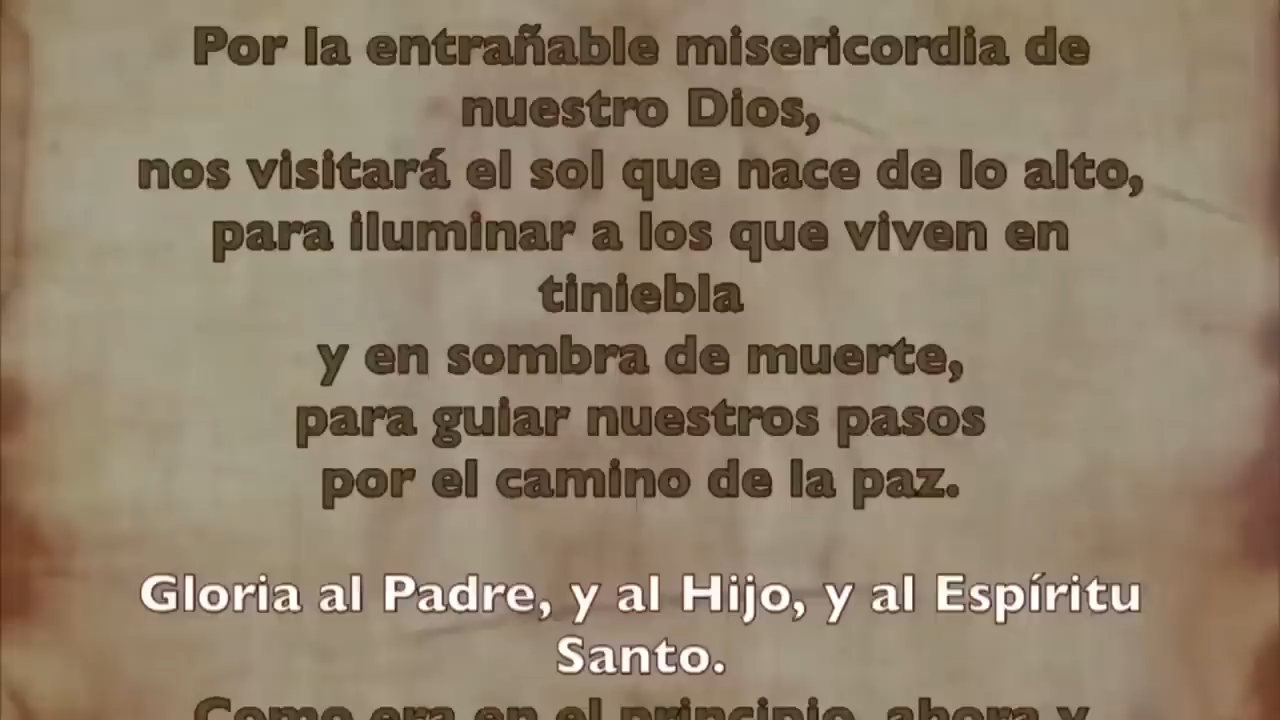 Por la entrañable misericordia de
nuestro Dios,
nos visitará el sol que nace de lo alto,
para iluminar a los que viven en
tiniebla
y en sombra de muerte,
para guiar nuestros pasos
por el camino de la paz.
Gloria al Padre, y al Hijo, y al Espíritu
Santo.
Como era en el principio, ahora y